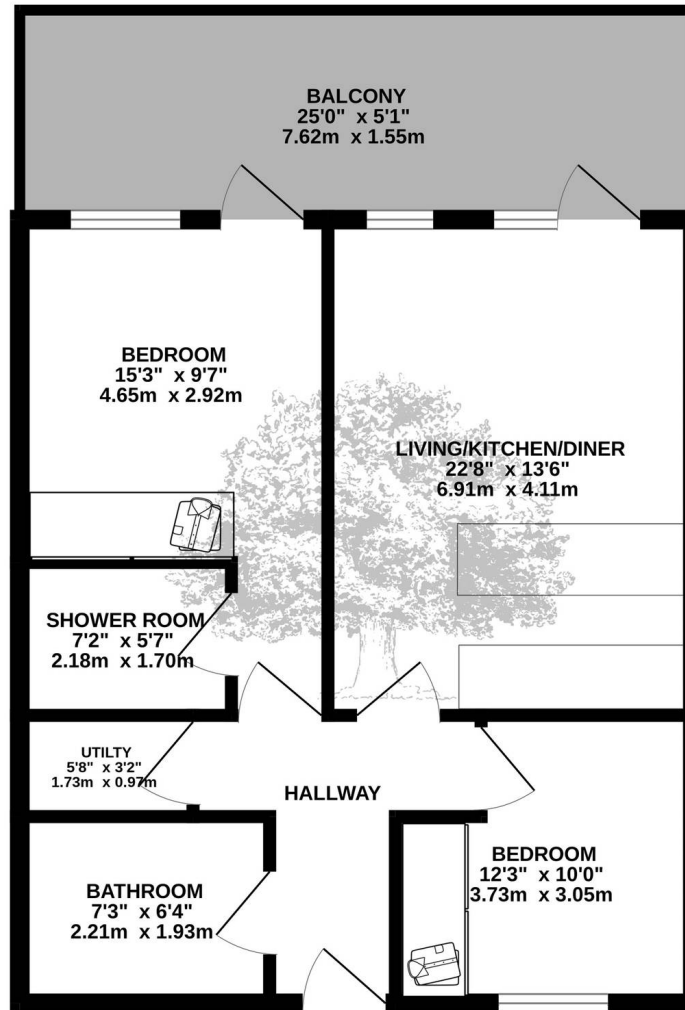 BALCONY
25'0" x 5'1"
7.62m x 1.55m
BEDROOM
15'3" x 9'7"
4.65m x 2.92m
LIVING/KITCHEN/DINER
22'8" x 13'6"
6.91m x 4.11m
SHOWER ROOM
7'2" x 5'7"
2.18m x 1.70m
UTILTY
5'8" x 3'2"
1.73m x 0.97m
HALLWAY
BATHROOM
7'3" x 6'4"
2.21m x 1.93m
BEDROOM
12'3" x 10'0"
3.73m x 3.05m